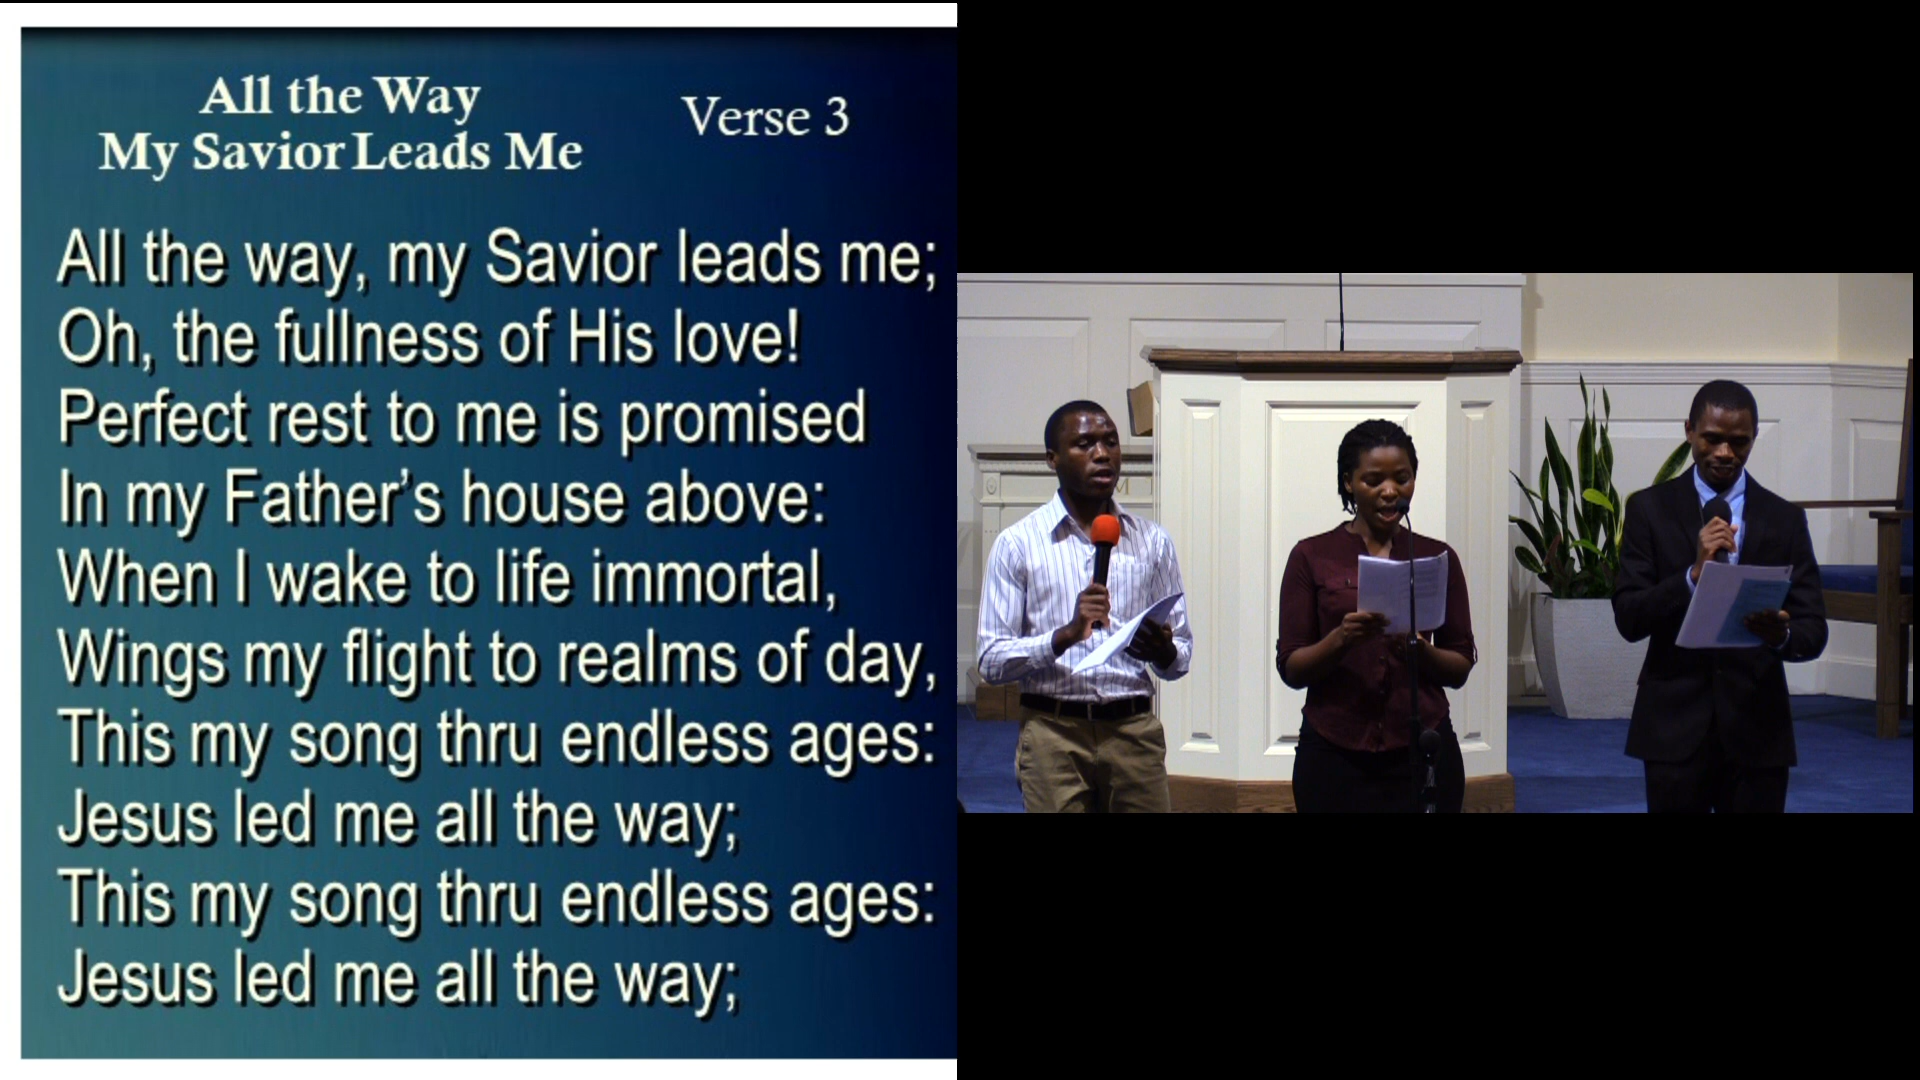 All the Way
My Savior Leads Me
Verse 3
All the way, my Savior leads me;
Oh, the fullness of His love!
Perfect rest to me is promised
In my Father’s house above:
When I wake to life immortal,
Wings my flight to realms of day,
This my song thru endless ages:
Jesus led me all the way;
This my song thru endless ages:
Jesus led me all the way;